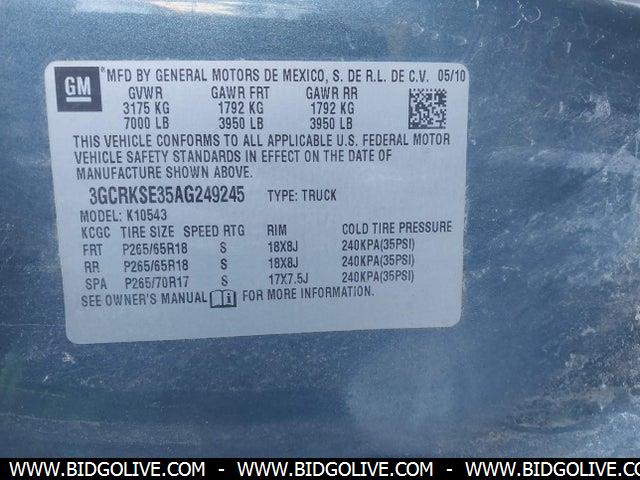 GM ® MFD BY GENERAL MOTORS DE MEXICO, S. DE R.L. DE C.V. 05/10
GVWR GAWR FRT GAWR RR
3175 KG 1792 KG 1792 KG
7000 LB 3950 LB 3950 LB
THIS VEHICLE CONFORMS TO ALL APPLICABLE U.S. FEDERAL MOTOR
VEHICLE SAFETY STANDARDS IN EFFECT ON THE DATE OF
MANUFACTURE SHOWN ABOVE.
3GCRKSE35AG249245 TYPE: TRUCK
MODEL: K10543
KCGC TIRE SIZE SPEED RTG RIM COLD TIRE PRESSURE
FRT P265/65R18 S 18X8J 240KPA(35PSI)
RR P265/65R18 S 18X8J 240KPA(35PSI)
SPA P265/70R17 S 17X7.5J 240KPA(35PSI)
SEE OWNER'S MANUAL i FOR MORE INFORMATION.
WWW.BIDGOLIVE.COM - WWW.BIDGOLIVE.COM - WWW.BIDGOLIVE.COM